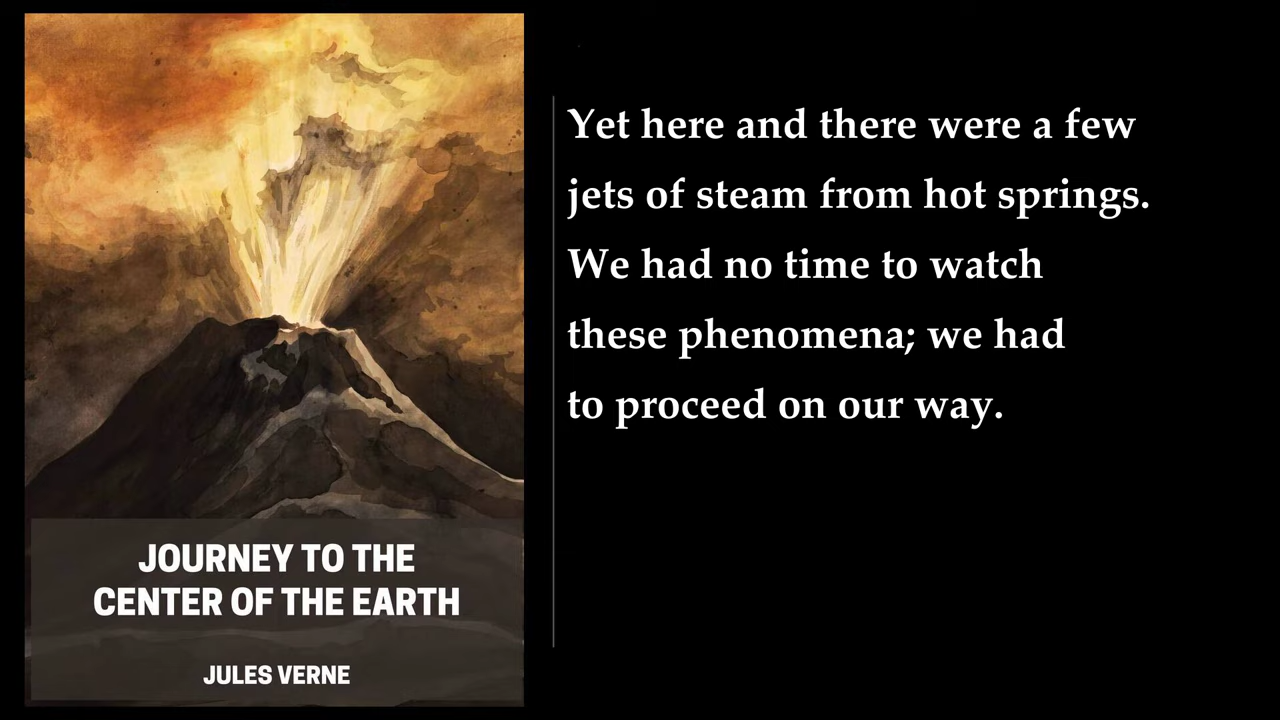 Yet here and there were a few
jets of steam from hot springs.
We had no time to watch
these phenomena; we had
to proceed on our way.
JOURNEY TO THE
CENTER OF THE EARTH
JULES VERNE